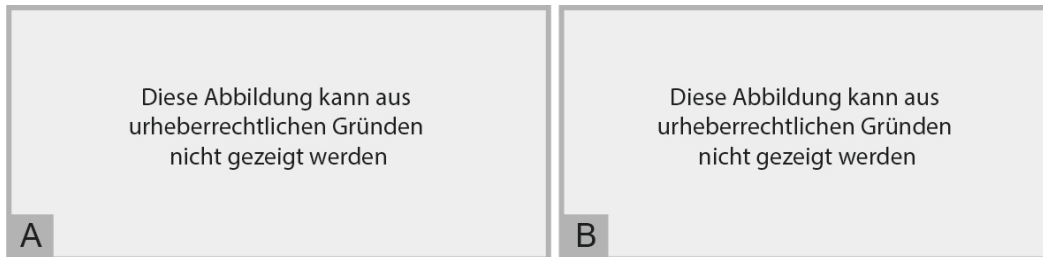 Diese Abbildung kann aus
urheberrechtlichen Gründen
nicht gezeigt werden
A
Diese Abbildung kann aus
urheberrechtlichen Gründen
nicht gezeigt werden
B